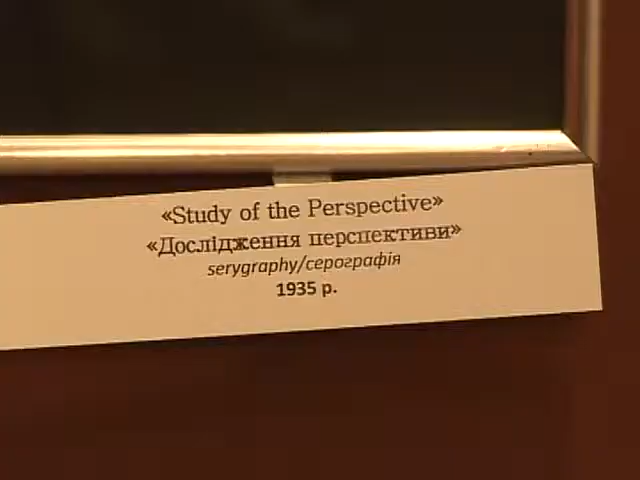 «Study of the Perspective»
«Дослідження перспективи»
serygraphy/серографія
1935 р.